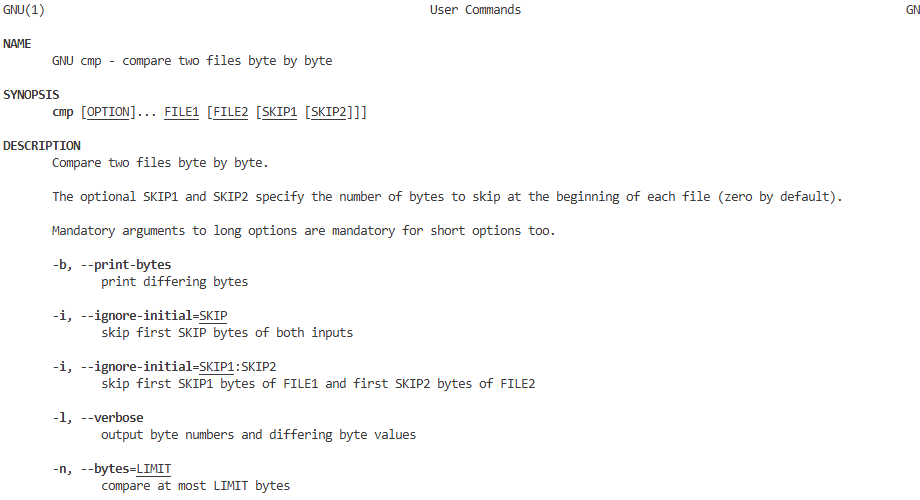 GNU(1) User Commands GN
NAME
GNU cmp - compare two files byte by byte
SYNOPSIS
cmp [OPTION]... FILE1 [FILE2 [SKIP1 [SKIP2]]]
DESCRIPTION
Compare two files byte by byte.
The optional SKIP1 and SKIP2 specify the number of bytes to skip at the beginning of each file (zero by default).
Mandatory arguments to long options are mandatory for short options too.
-b, --print-bytes
print differing bytes
-i, --ignore-initial=SKIP
skip first SKIP bytes of both inputs
-i, --ignore-initial=SKIP1:SKIP2
skip first SKIP1 bytes of FILE1 and first SKIP2 bytes of FILE2
-l, --verbose
output byte numbers and differing byte values
-n, --bytes=LIMIT
compare at most LIMIT bytes